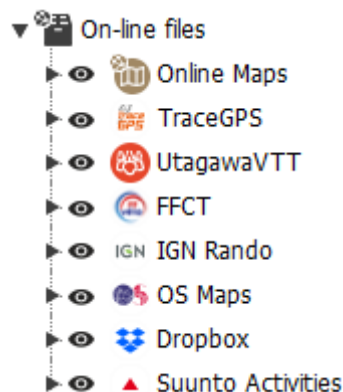 On-line files
Online Maps
TraceGPS
UtagawaVTT
FFCT
IGN IGN Rando
OS Maps
Dropbox
Suunto Activities